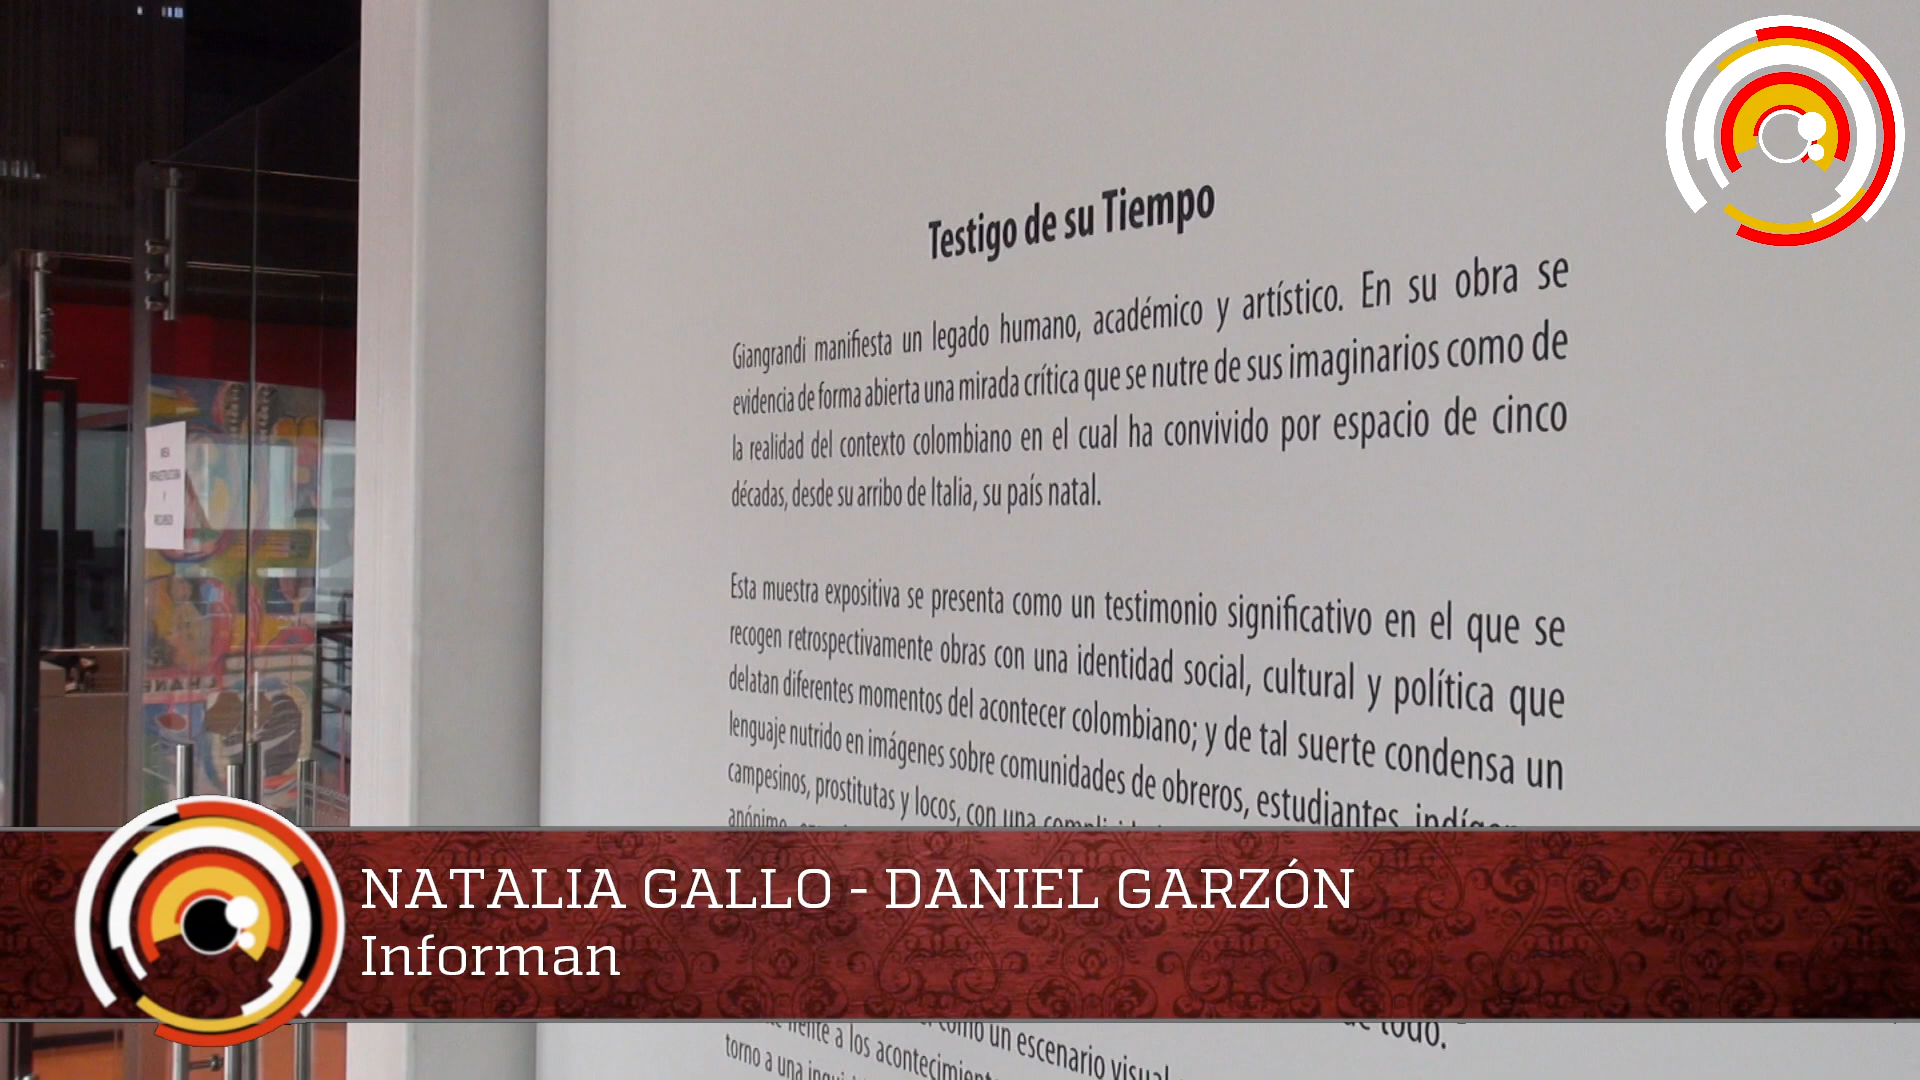 Testigo de su Tiempo
Giangrandi manifiesta un legado humano, académico y artístico. En su obra se
evidencia de forma abierta una mirada crítica que se nutre de sus imaginarios como de
la realidad del contexto colombiano en el cual ha convivido por espacio de cinco
décadas, desde su arribo de Italia, su país natal.
Esta muestra expositiva se presenta como un testimonio significativo en el que se
recogen retrospectivamente obras con una identidad social, cultural y política que
delatan diferentes momentos del acontecer colombiano; y de tal suerte condensa un
lenguaje nutrido en imágenes sobre comunidades de obreros, estudiantes,
campesinos, prostitutas y locos, con una
anónimo
NATALIA GALLO - DANIEL GARZÓN
Informan
de todo.
frente a los acontecimien
como un escenario visual
torno a una